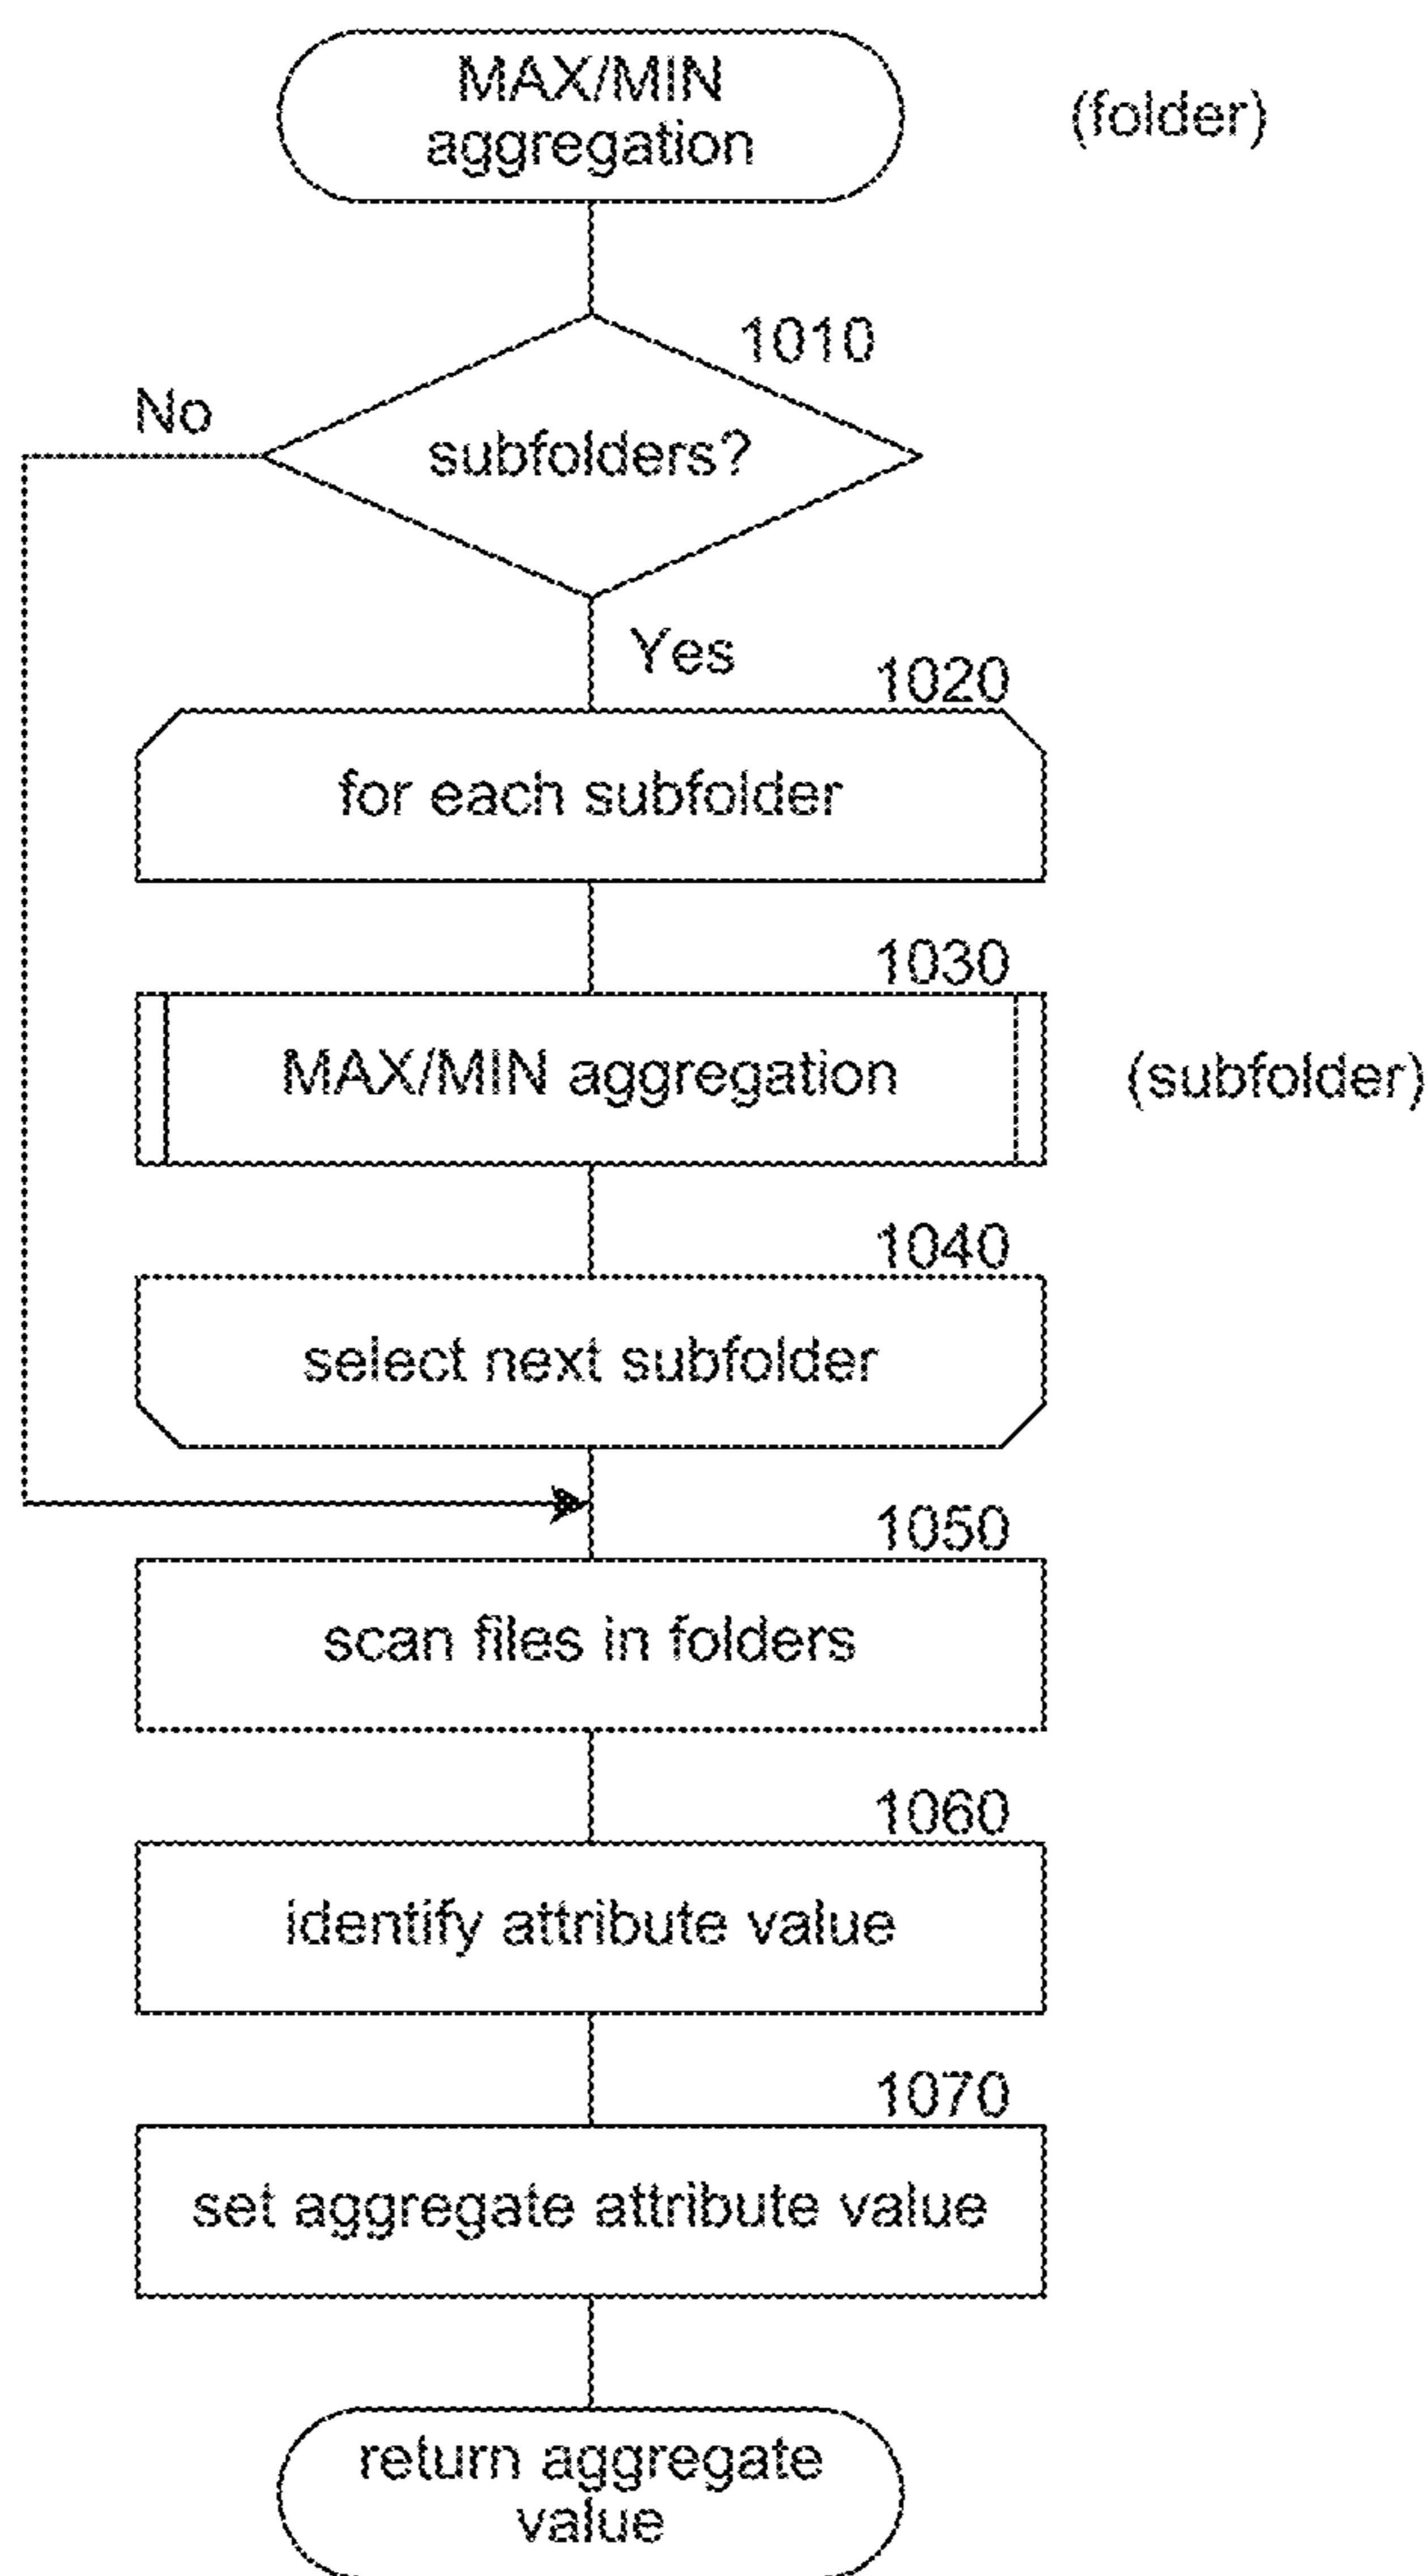 MAX/MIN
aggregation
(folder)
1010
No
subfolders?
Yes
1020
for each subfolder
1030
MAX/MIN aggregation
(subfolder)
1040
select next subfolder
1050
scan files in folders
1060
identify attribute value
1070
set aggregate attribute value
return aggregate
value